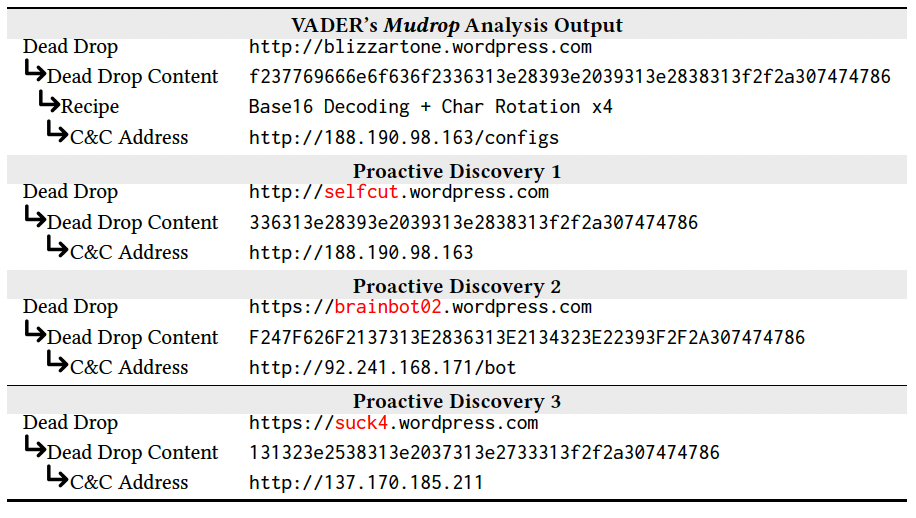 VADER's Mudrop Analysis Output
Dead Drop http://blizzartone.wordpress.com
Dead Drop Content f237769666e6f636f2336313e28393e2039313e2838313f2f2a307474786
Recipe Base16 Decoding + Char Rotation x4
C&C Address http://188.190.98.163/configs
Proactive Discovery 1
Dead Drop http://selfcut.wordpress.com
Dead Drop Content 336313e28393e2039313e2838313f2f2a307474786
C&C Address http://188.190.98.163
Proactive Discovery 2
Dead Drop https://brainbot02.wordpress.com
Dead Drop Content F247F626F2137313E2836313E2134323E22393F2F2A307474786
C&C Address http://92.241.168.171/bot
Proactive Discovery 3
Dead Drop https://suck4.wordpress.com
Dead Drop Content 131323e2538313e2037313e2733313f2f2a307474786
C&C Address http://137.170.185.211